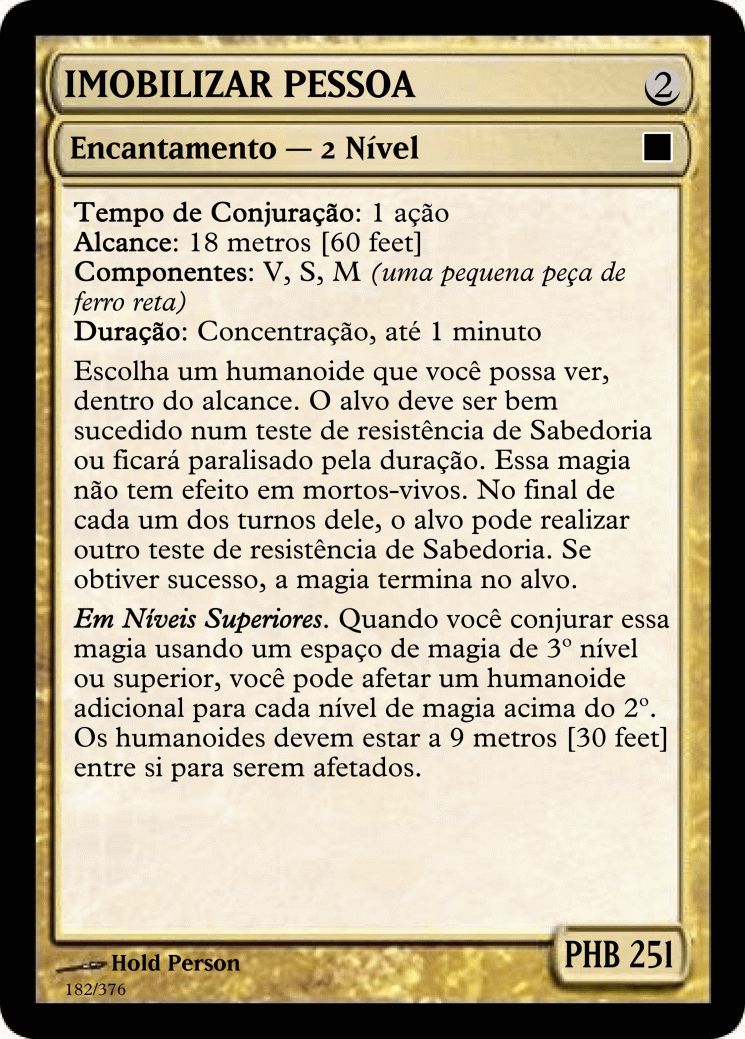 IMOBILIZAR PESSOA
2
Encantamento — 2 Nível
Tempo de Conjuração: 1 ação
Alcance: 18 metros [60 feet]
Componentes: V, S, M (uma pequena peça de
ferro reta)
Duração: Concentração, até 1 minuto
Escolha um humanoide que você possa ver,
dentro do alcance. O alvo deve ser bem
sucedido num teste de resistência de Sabedoria
ou ficará paralisado pela duração. Essa magia
não tem efeito em mortos-vivos. No final de
cada um dos turnos dele, o alvo pode realizar
outro teste de resistência de Sabedoria. Se
obtiver sucesso, a magia termina no alvo.
Em Níveis Superiores. Quando você conjurar essa
magia usando um espaço de magia de 3º nível
ou superior, você pode afetar um humanoide
adicional para cada nível de magia acima do 2º.
Os humanoides devem estar a 9 metros [30 feet]
entre si para serem afetados.
PHB 251
Hold Person
182/376